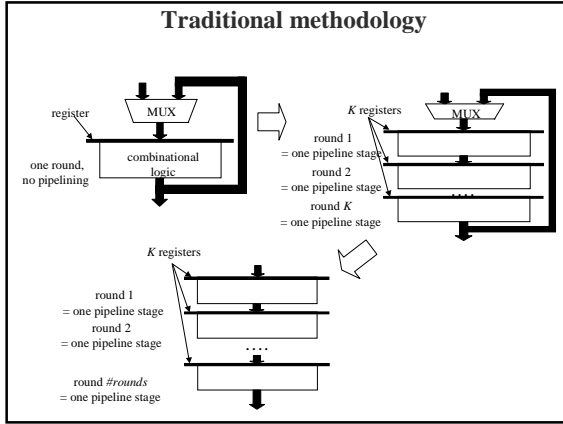 Traditional methodology
MUX
register
combinational
logic
one round,
no pipelining
K registers
MUX
round 1
= one pipeline stage
round 2
= one pipeline stage
....
round K
= one pipeline stage
K registers
round 1
= one pipeline stage
round 2
= one pipeline stage
....
round #rounds
= one pipeline stage